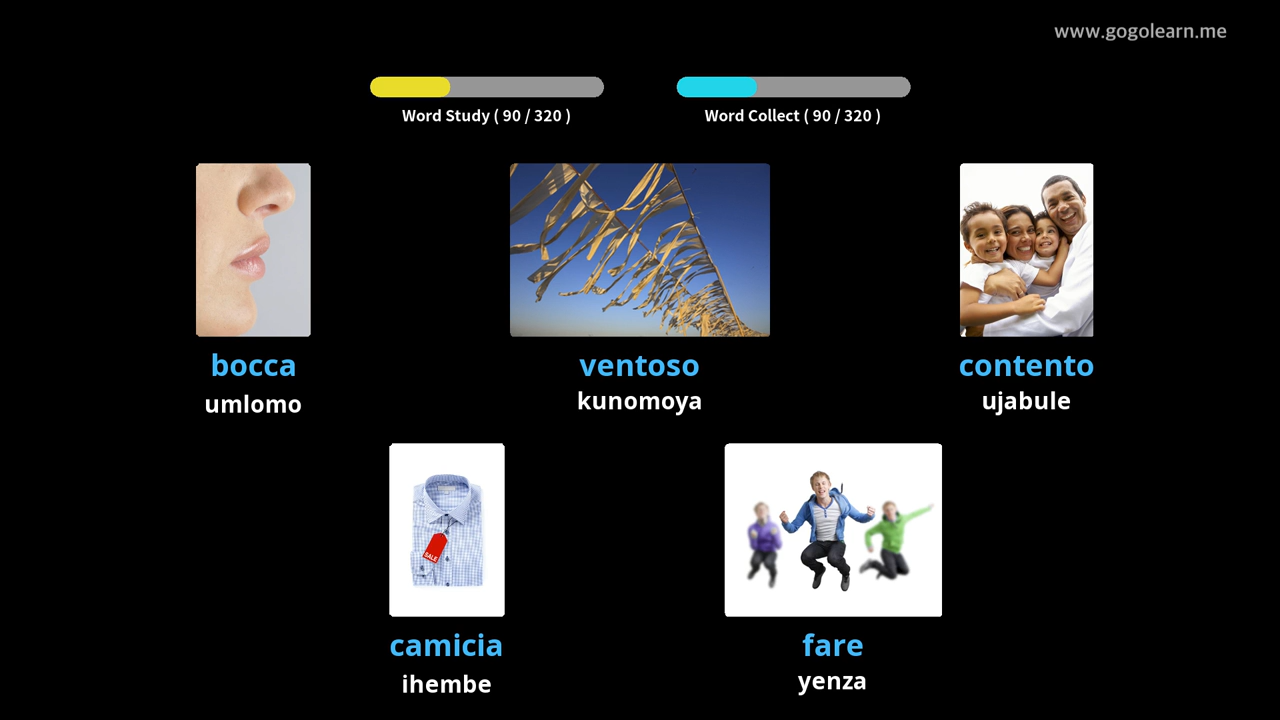 www.gogolearn.me
Word Study ( 90 / 320 )
Word Collect ( 90 / 320 )
bocca
umlomo
ventoso
kunomoya
contento
ujabule
SALE
camicia
ihembe
fare
yenza